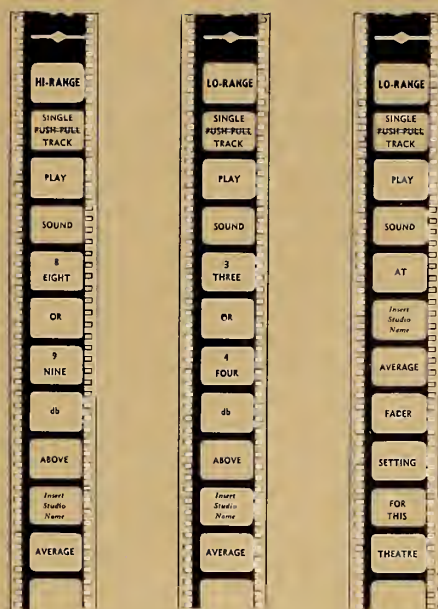 HI-RANGE
SINGLE
PUSH-PULL
TRACK
PLAY
SOUND
8
EIGHT
OR
9
NINE
db
ABOVE
Insert
Studio
Name
AVERAGE
LO-RANGE
SINGLE
PUSH-PULL
TRACK
PLAY
SOUND
3
THREE
OR
4
FOUR
db
ABOVE
Insert
Studio
Name
AVERAGE
LO-RANGE
SINGLE
PUSH-PULL
TRACK
PLAY
SOUND
AT
Insert
Studio
Name
AVERAGE
FADER
SETTING
FOR
THIS
THEATRE